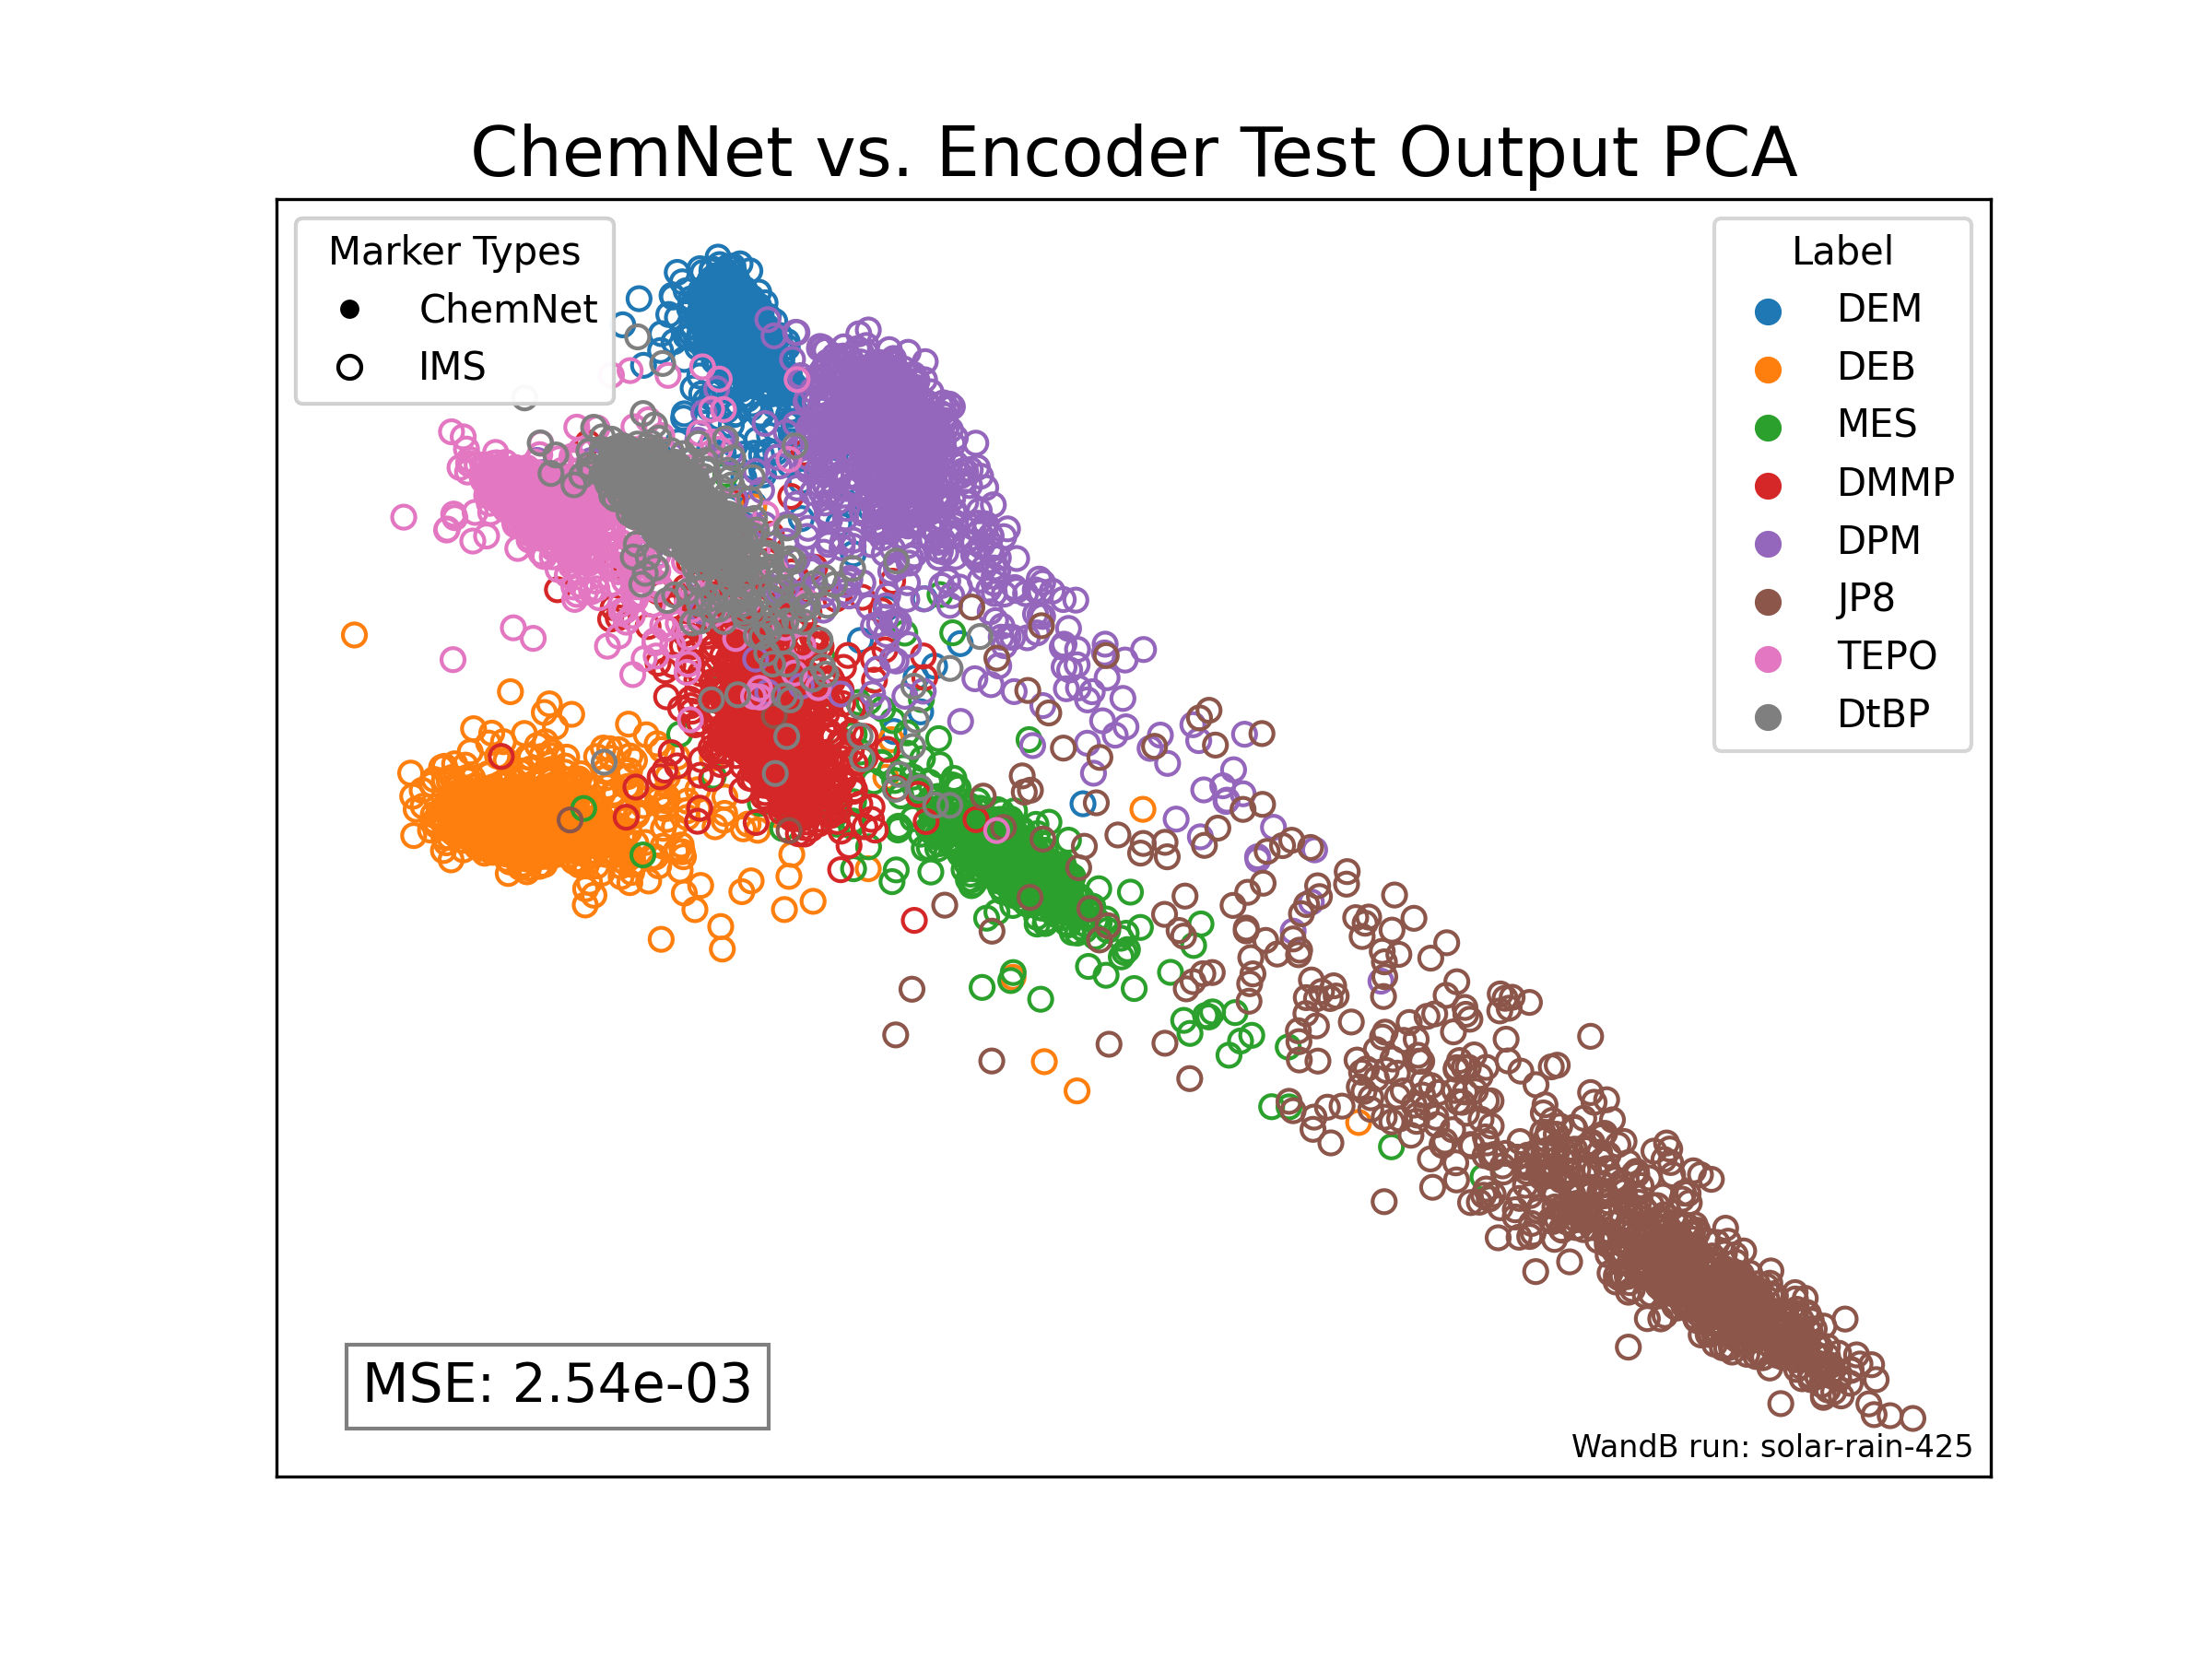 ChemNet vs. Encoder Test Output PCA
Marker Types
ChemNet
IMS
Label
DEM
DEB
MES
DMMP
DPM
JP8
TEPO
DtBP
MSE: 2.54e-03
WandB run: solar-rain-425